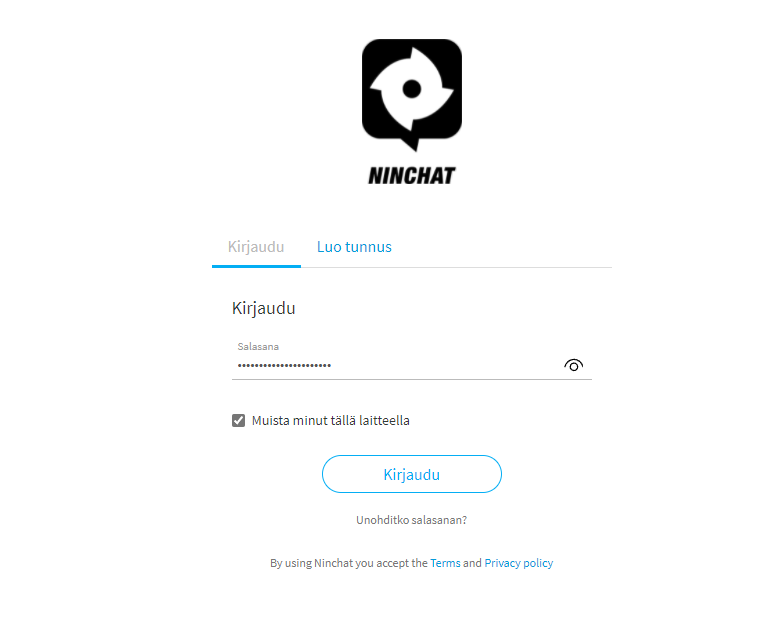 NINCHAT
Kirjaudu Luo tunnus
Kirjaudu
Salasana
••••••••••••••••••••••
Muista minut tällä laitteella
Kirjaudu
Unohditko salasanan?
By using Ninchat you accept the Terms and Privacy policy